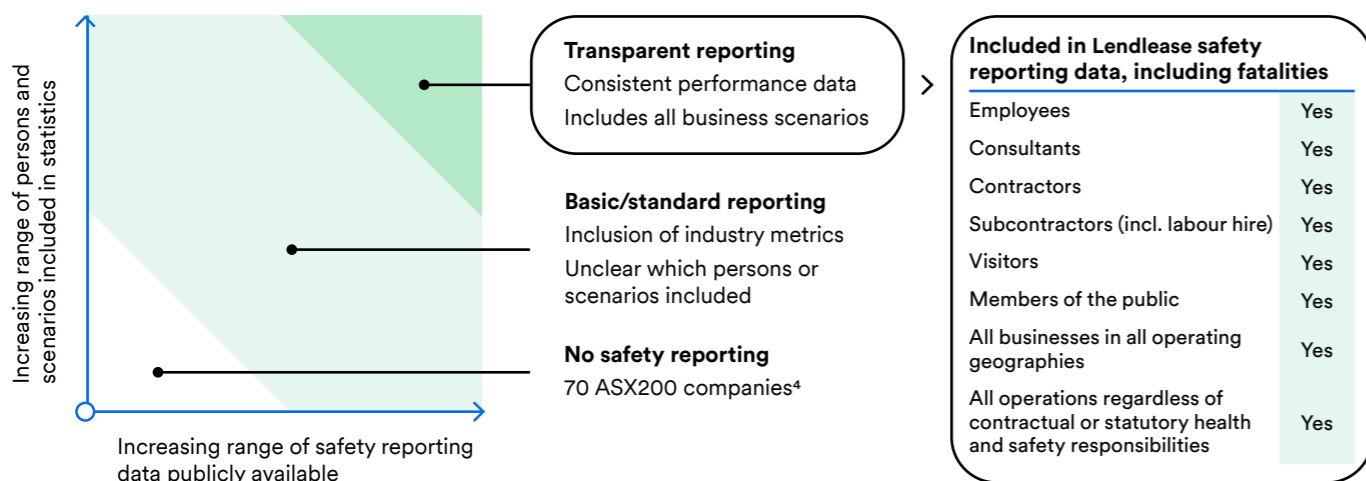 Increasing range of persons and
scenarios included in statistics
Increasing range of safety reporting
data publicly available
Transparent reporting
Consistent performance data
Includes all business scenarios
Basic/standard reporting
Inclusion of industry metrics
Unclear which persons or
scenarios included
No safety reporting
70 ASX200 companies⁴
Included in Lendlease safety
reporting data, including fatalities
Employees Yes
Consultants Yes
Contractors Yes
Subcontractors (incl. labour hire) Yes
Visitors Yes
Members of the public Yes
All businesses in all operating
geographies Yes
All operations regardless of
contractual or statutory health Yes
and safety responsibilities